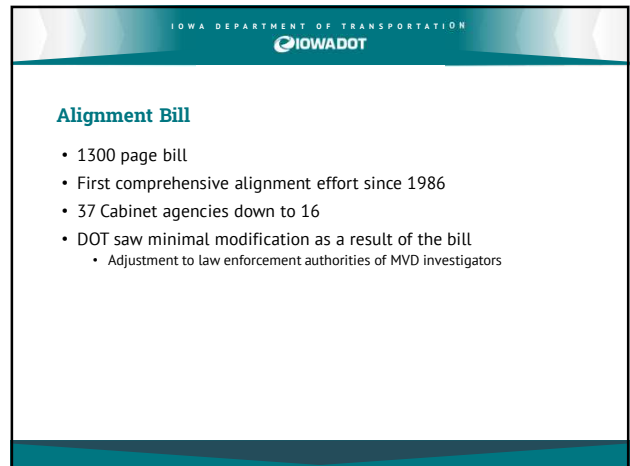 IOWA DEPARTMENT OF TRANSPORTATION
IOWADOT
Alignment Bill
• 1300 page bill
• First comprehensive alignment effort since 1986
• 37 Cabinet agencies down to 16
• DOT saw minimal modification as a result of the bill
• Adjustment to law enforcement authorities of MVD investigators